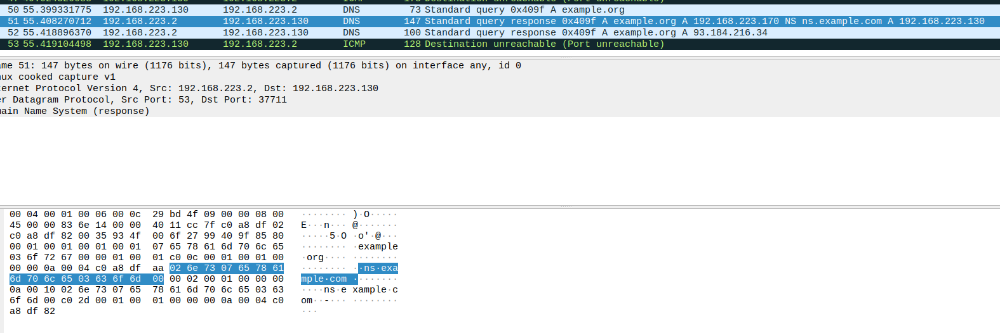 50 55.399331775 192.168.223.130 192.168.223.2 DNS 73 Standard query 0x409f A example.org
51 55.408270712 192.168.223.2 192.168.223.130 DNS 147 Standard query response 0x409f A example.org A 192.168.223.170 NS ns.example.com A 192.168.223.130
52 55.418896370 192.168.223.2 192.168.223.130 DNS 100 Standard query response 0x409f A example.org A 93.184.216.34
53 55.419104498 192.168.223.130 192.168.223.2 ICMP 128 Destination unreachable (Port unreachable)
ame 51: 147 bytes on wire (1176 bits), 147 bytes captured (1176 bits) on interface any, id 0
nux cooked capture v1
ternet Protocol Version 4, Src: 192.168.223.2, Dst: 192.168.223.130
er Datagram Protocol, Src Port: 53, Dst Port: 37711
main Name System (response)
00 04 00 01 00 06 00 0c 29 bd 4f 09 00 00 08 00 ········ )·O·····
45 00 00 83 6e 14 00 00 40 11 cc 7f c0 a8 df 02 E···n··· @·······
c0 a8 df 82 00 35 93 4f 00 6f 27 99 40 9f 85 80 ·····5·O ·o'·@···
00 01 00 01 00 01 00 01 07 65 78 61 6d 70 6c 65 ········ ·example
03 6f 72 67 00 00 01 00 01 c0 0c 00 01 00 01 00 ·org···· ········
00 00 0a 00 04 c0 a8 df aa 02 6e 73 07 65 78 61 ········ ··ns·exa
6d 70 6c 65 03 63 6f 6d 00 00 02 00 01 00 00 00 mple·com ········
0a 00 10 02 6e 73 07 65 78 61 6d 70 6c 65 03 63 ····ns·e xample·c
6f 6d 00 c0 2d 00 01 00 01 00 00 00 0a 00 04 c0 om··-··· ········
a8 df 82 ···